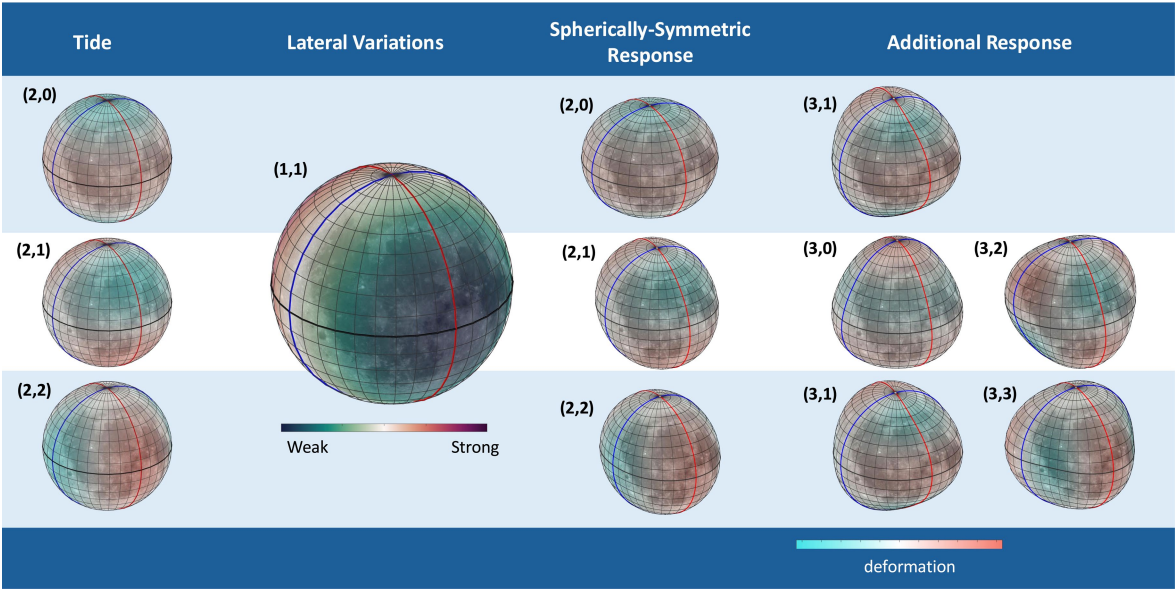 Tide
Lateral Variations
Spherically-Symmetric
Response
Additional Response
(2,0)
(1,1)
(2,0)
(3,1)
(2,1)
(2,1)
(3,0)
(3,2)
(2,2)
Weak
Strong
(2,2)
(3,1)
(3,3)
deformation